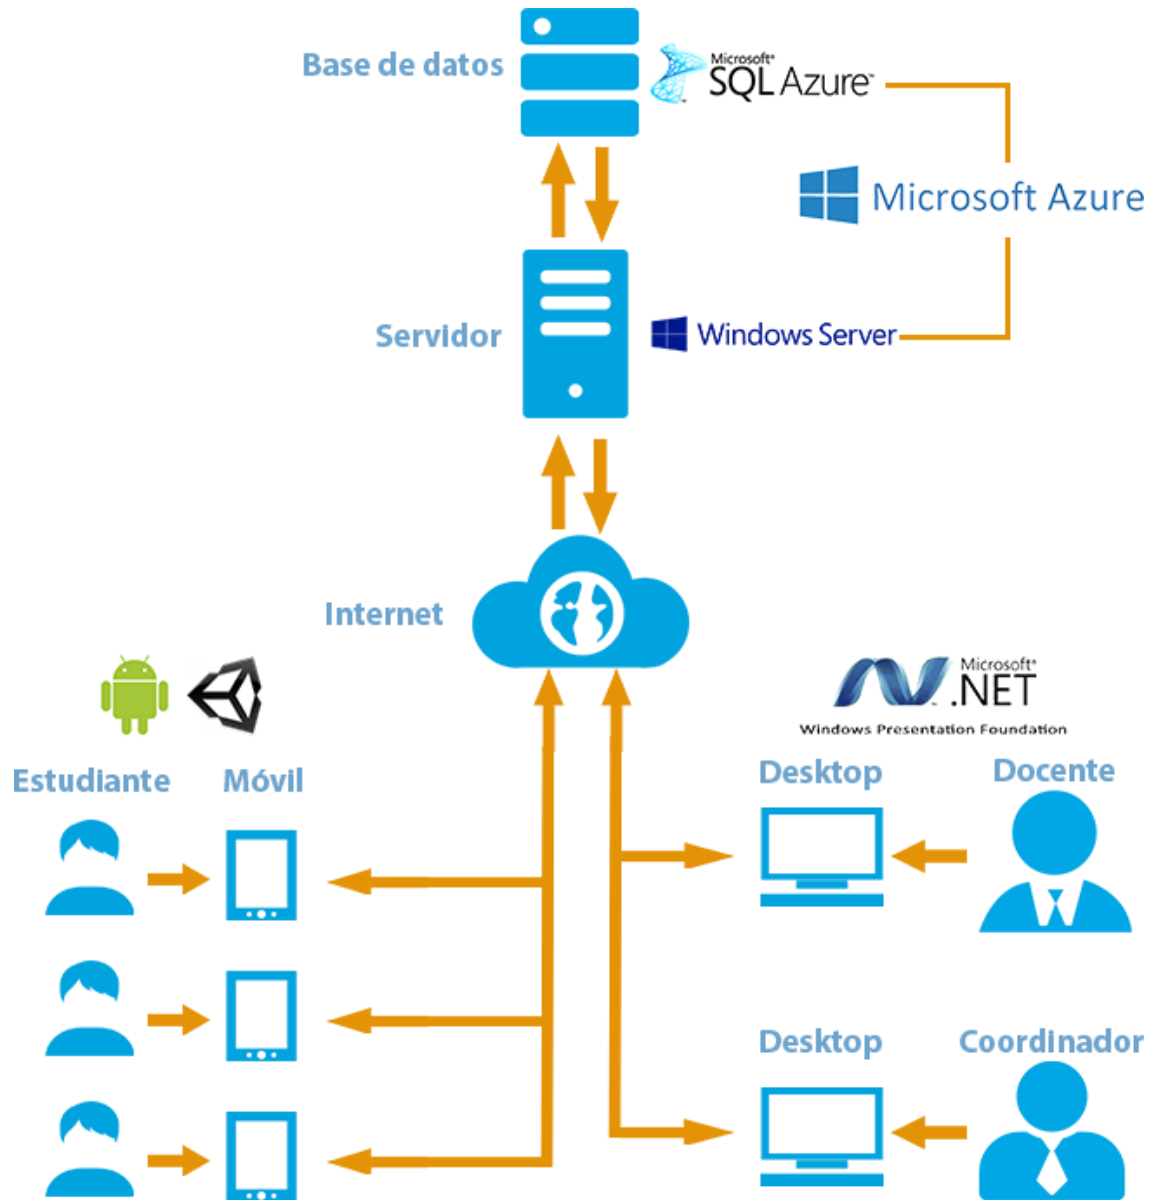 Base de datos
Microsoft®
SQL Azure™
Microsoft Azure
Servidor
Windows Server
Internet
Microsoft®
.NET
Windows Presentation Foundation
Estudiante
Móvil
Desktop
Docente
Desktop
Coordinador